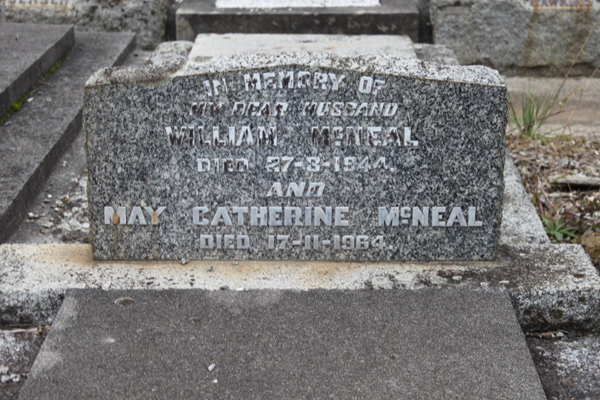 IN MEMORY OF
MY DEAR HUSBAND
WILLIAM McNEAL
DIED 27-3-1944.
AND
MAY CATHERINE McNEAL
DIED 17-11-1964.